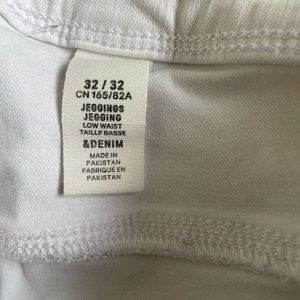 32 / 32
CN 165/82A
JEGGINGS
JEGGING
LOW WAIST
TAILLE BASSE
&DENIM
MADE IN
PAKISTAN
FABRIQUÉ EN
PAKISTAN